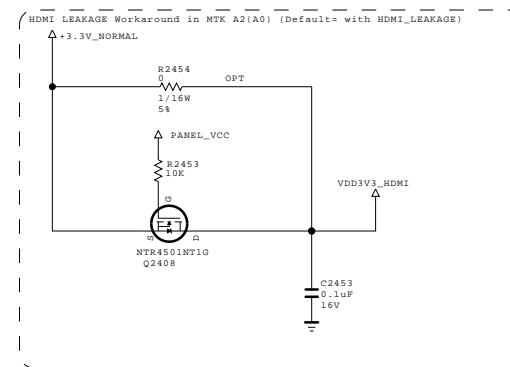 HDMI LEAKAGE Workaround in MTK A2(A0) (Default= with HDMI_LEAKAGE)
+3.3V_NORMAL
R2454
0
OPT
1/16W
5%
PANEL_VCC
R2453
10K
VDD3V3_HDMI
G
S
D
NTR4501NT1G
Q2408
C2453
0.1uF
16V